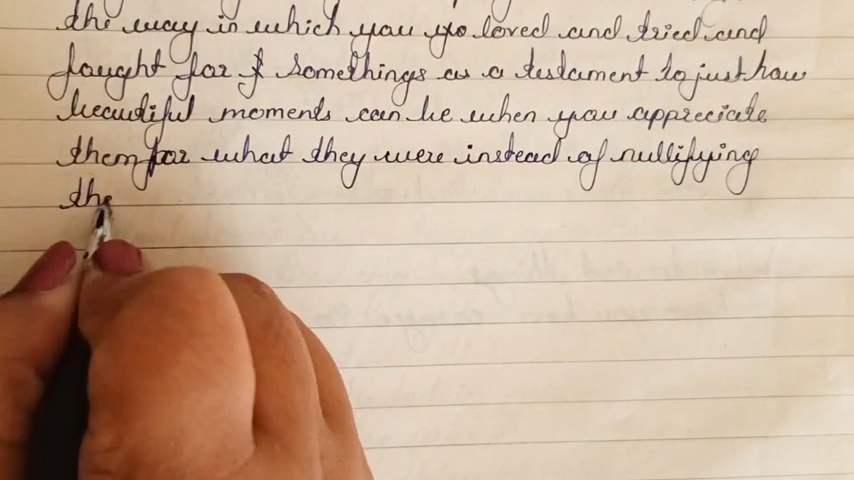 the way in which you yo loved and tried and
fought for somethings as a testament to just how
beautiful moments can be when you appreciate
them for what they were instead of nullifying
the